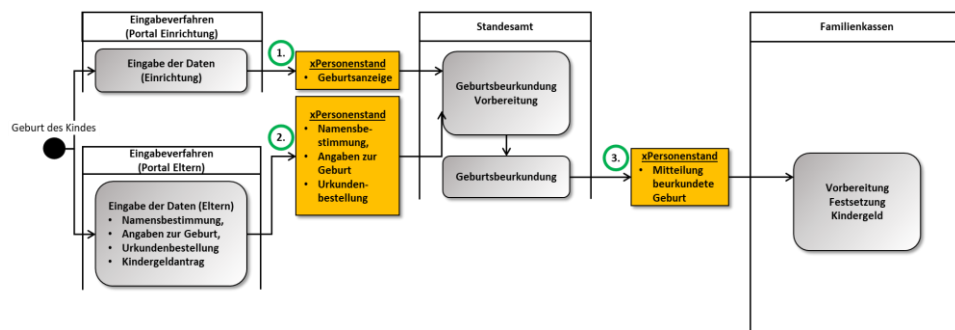 Eingabeverfahren
(Portal Einrichtung)
Eingabe der Daten
(Einrichtung)
1.
xPersonenstand
• Geburtsanzeige
Standesamt
Geburtsbeurkundung
Vorbereitung
Familienkassen
Geburt des Kindes
2.
xPersonenstand
• Namensbe-
stimmung,
• Angaben zur
Geburt
• Urkunden-
bestellung
Eingabeverfahren
(Portal Eltern)
Eingabe der Daten (Eltern)
• Namensbestimmung,
• Angaben zur Geburt,
• Urkundenbestellung
• Kindergeldantrag
Geburtsbeurkundung
3.
xPersonenstand
• Mitteilung
beurkundete
Geburt
Vorbereitung
Festsetzung
Kindergeld